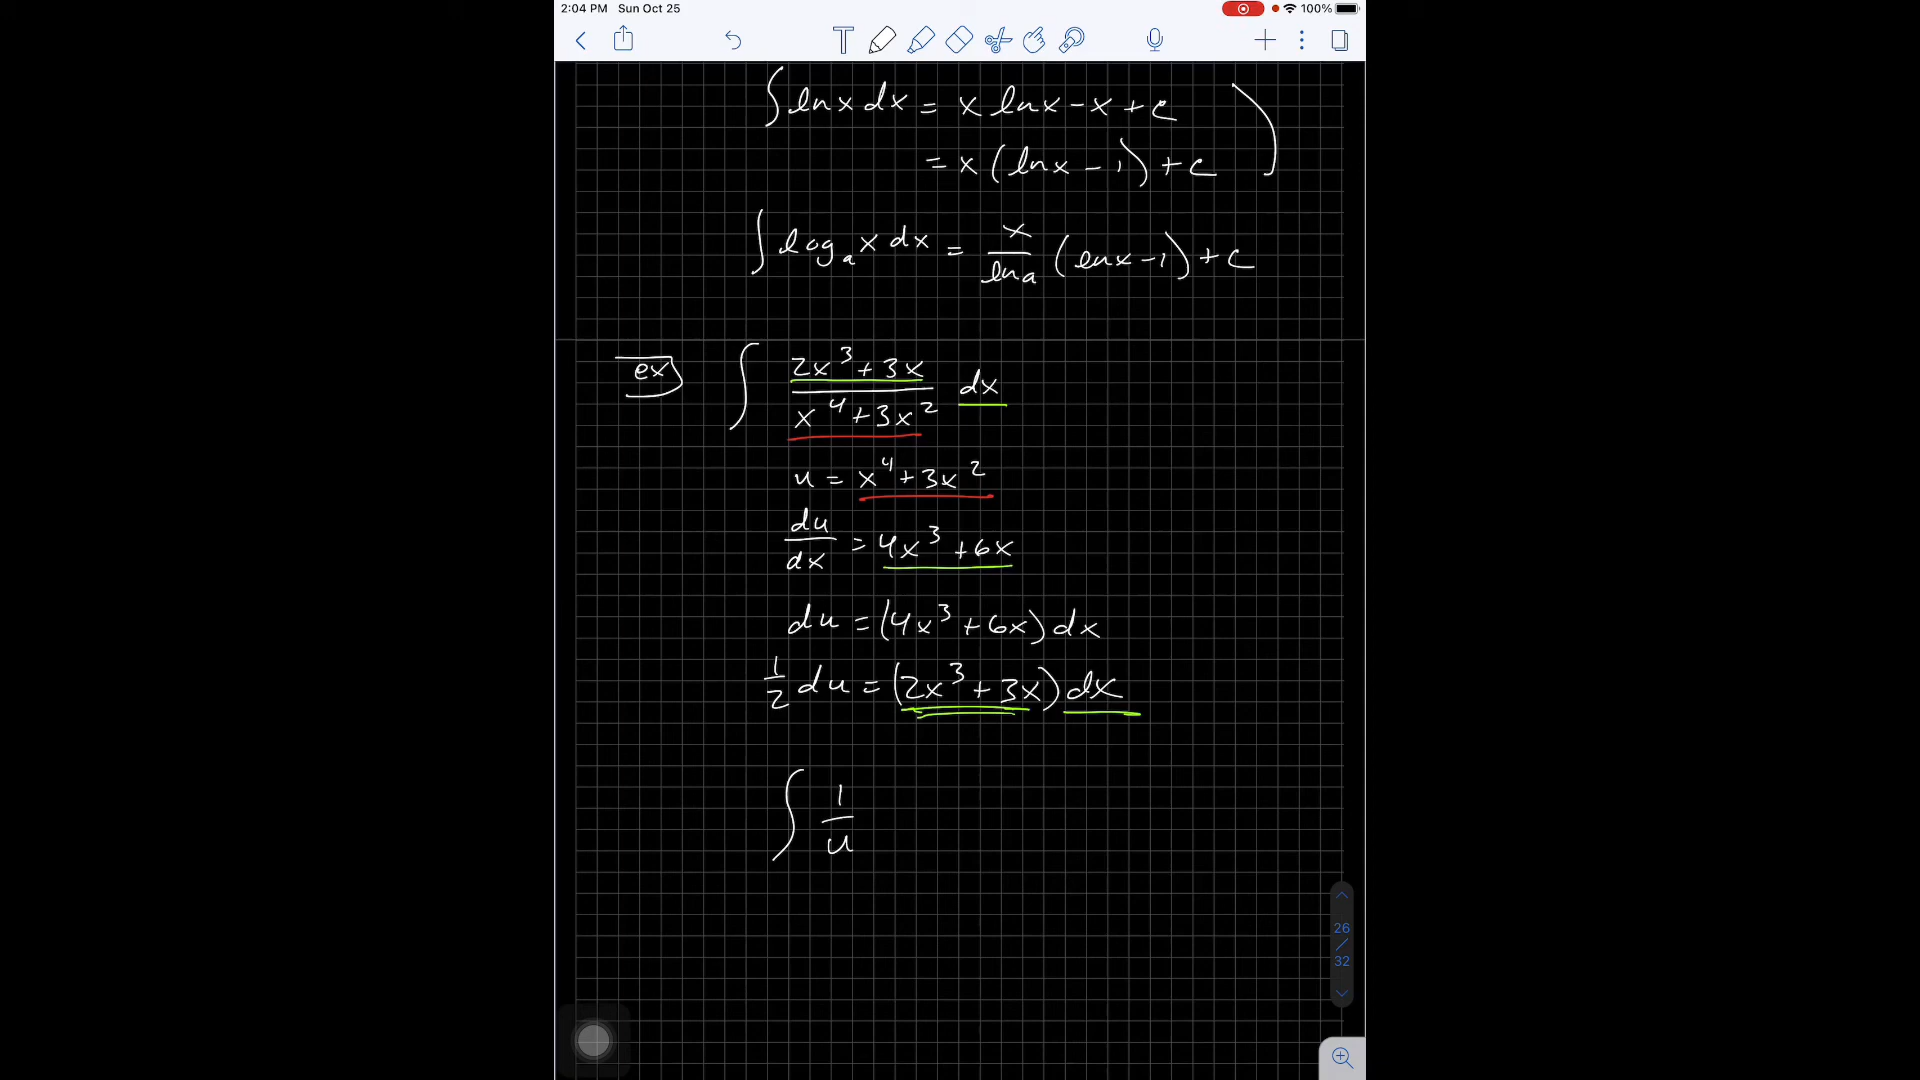 2:04 PM Sun Oct 25 100%
T
∫ ln x dx = x ln x - x + c
= x (ln x - 1) + c
∫ logₐ x dx = x/ln a (ln x - 1) + c
ex ∫ (2x³ + 3x)/(x⁴ + 3x²) dx
u = x⁴ + 3x²
du/dx = 4x³ + 6x
du = (4x³ + 6x) dx
1/2 du = (2x³ + 3x) dx
∫ 1/u
26
/
32